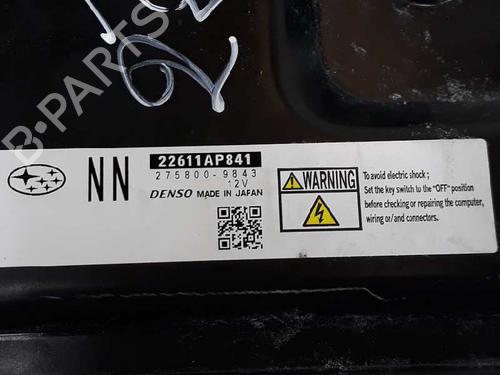 B-PARTS
NN
22611AP841
275800-9843
12V
DENSO MADE IN JAPAN
WARNING
To avoid electric shock ;
Set the key switch to the "OFF" position
before checking or repairing the computer,
wiring or/and connectors.